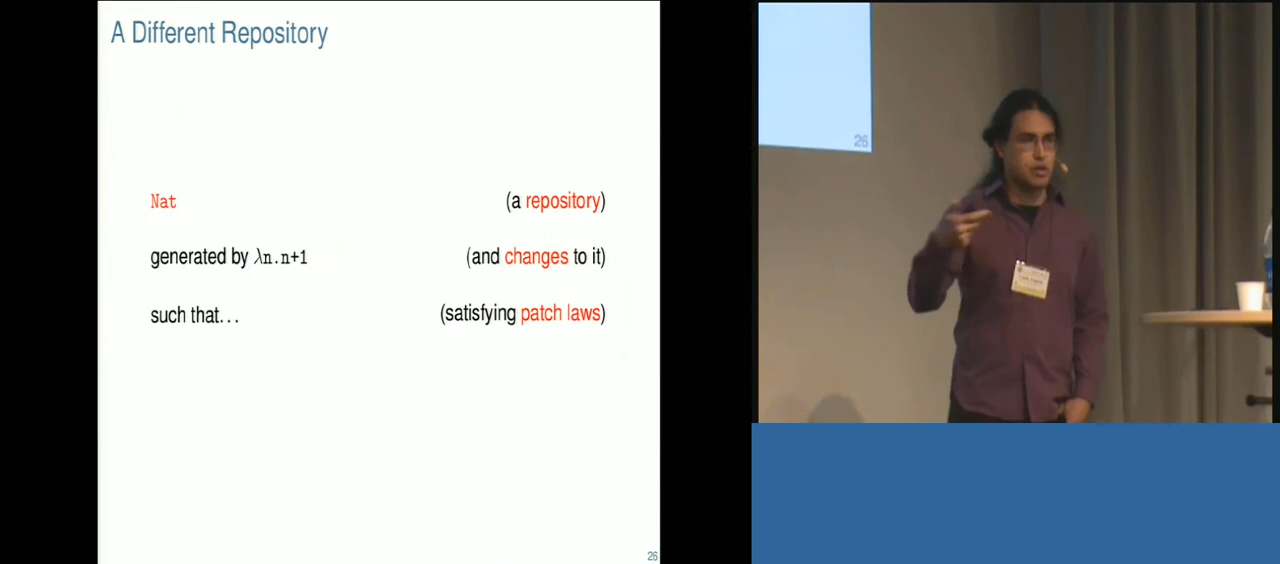 A Different Repository
Nat (a repository)
generated by λn.n+1 (and changes to it)
such that... (satisfying patch laws)
26
26